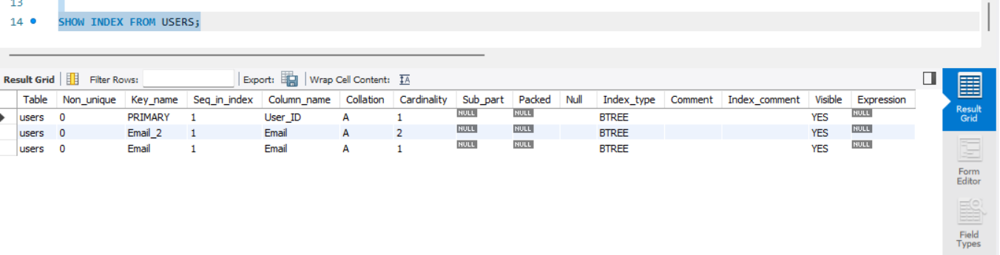 13
14 SHOW INDEX FROM USERS;
Result Grid Filter Rows: Export: Wrap Cell Content: IA
Table Non_unique Key_name Seq_in_index Column_name Collation Cardinality Sub_part Packed Null Index_type Comment Index_comment Visible Expression
users 0 PRIMARY 1 User_ID A 1 NULL NULL BTREE YES NULL
users 0 Email_2 1 Email A 2 NULL NULL BTREE YES NULL
users 0 Email 1 Email A 1 NULL NULL BTREE YES NULL
Result
Grid
Form
Editor
Field
Types